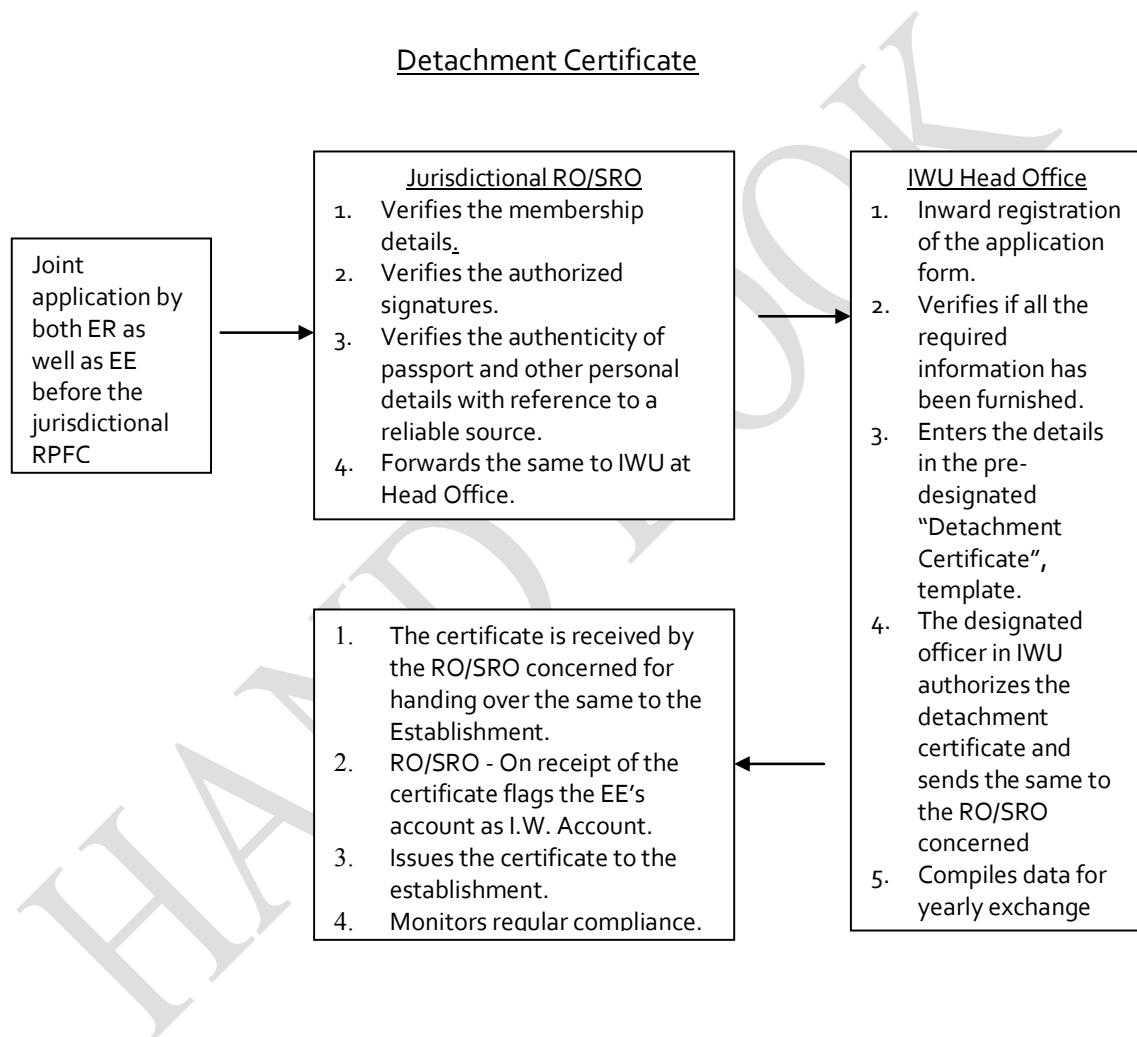 Detachment Certificate
Joint
application by
both ER as
well as EE
before the
jurisdictional
RPFC
Jurisdictional RO/SRO
1. Verifies the membership
details.
2. Verifies the authorized
signatures.
3. Verifies the authenticity of
passport and other personal
details with reference to a
reliable source.
4. Forwards the same to IWU at
Head Office.
IWU Head Office
1. Inward registration
of the application
form.
2. Verifies if all the
required
information has
been furnished.
3. Enters the details
in the pre-
designated
“Detachment
Certificate”,
template.
4. The designated
officer in IWU
authorizes the
detachment
certificate and
sends the same to
the RO/SRO
concerned
5. Compiles data for
yearly exchange
1. The certificate is received by
the RO/SRO concerned for
handing over the same to the
Establishment.
2. RO/SRO - On receipt of the
certificate flags the EE’s
account as I.W. Account.
3. Issues the certificate to the
establishment.
4. Monitors regular compliance.
HAND BOOK